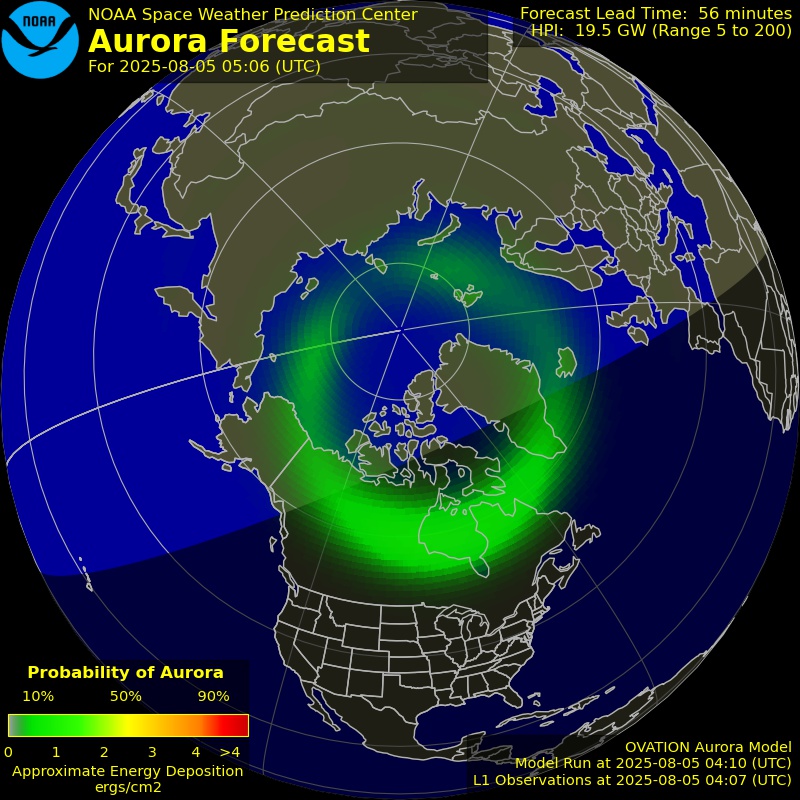 NOAA
NOAA Space Weather Prediction Center
Aurora Forecast
For 2025-08-05 05:06 (UTC)
Forecast Lead Time: 56 minutes
HPI: 19.5 GW (Range 5 to 200)
Probability of Aurora
10% 50% 90%
0 1 2 3 4 >4
Approximate Energy Deposition
ergs/cm2
OVATION Aurora Model
Model Run at 2025-08-05 04:10 (UTC)
L1 Observations at 2025-08-05 04:07 (UTC)